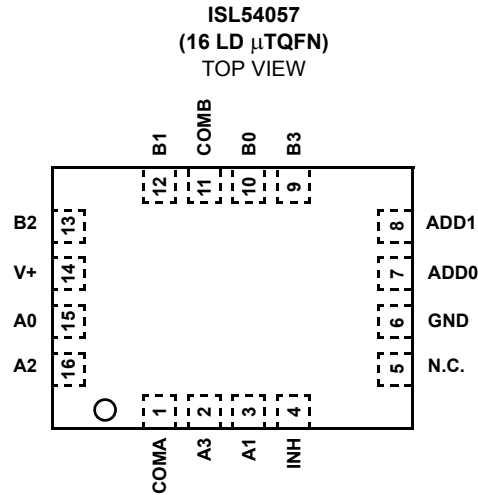 ISL54057
(16 LD μTQFN)
TOP VIEW
B1 COMB B0 B3
12 11 10 9
B2 13
V+ 14
A0 15
A2 16
8 ADD1
7 ADD0
6 GND
5 N.C.
1 2 3 4
COMA A3 A1 INH